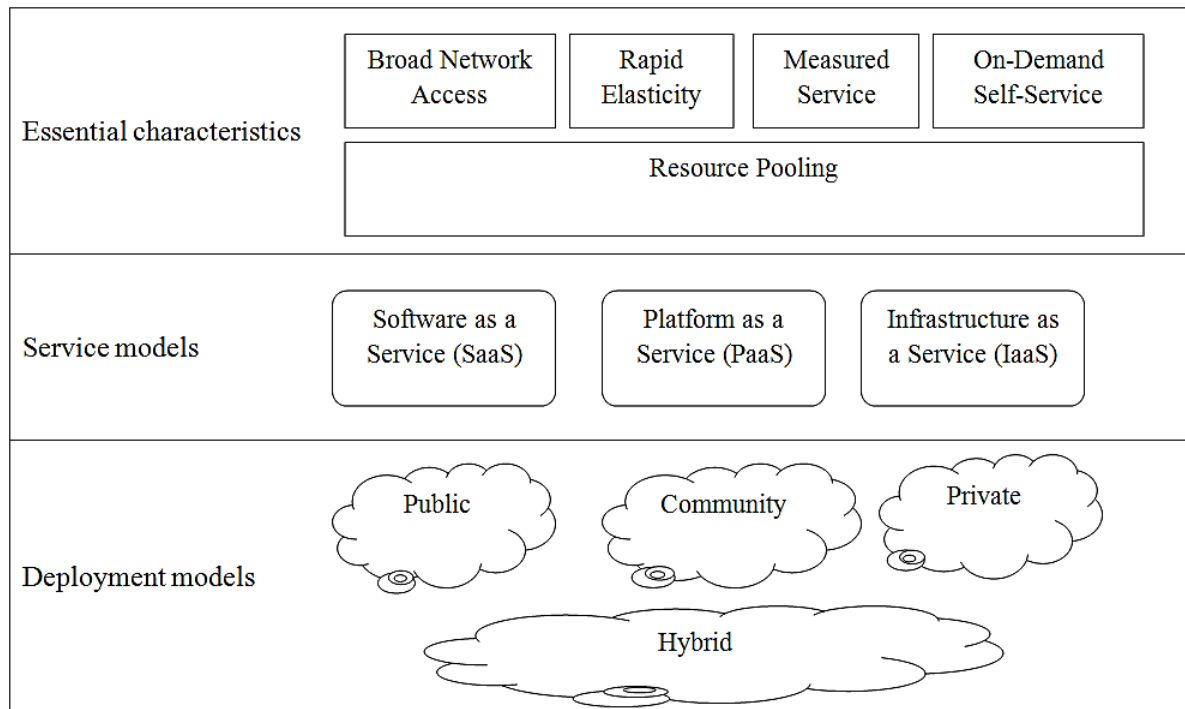 Essential characteristics
Broad Network
Access
Rapid
Elasticity
Measured
Service
On-Demand
Self-Service
Resource Pooling
Service models
Software as a
Service (SaaS)
Platform as a
Service (PaaS)
Infrastructure as
a Service (IaaS)
Deployment models
Public
Community
Private
Hybrid